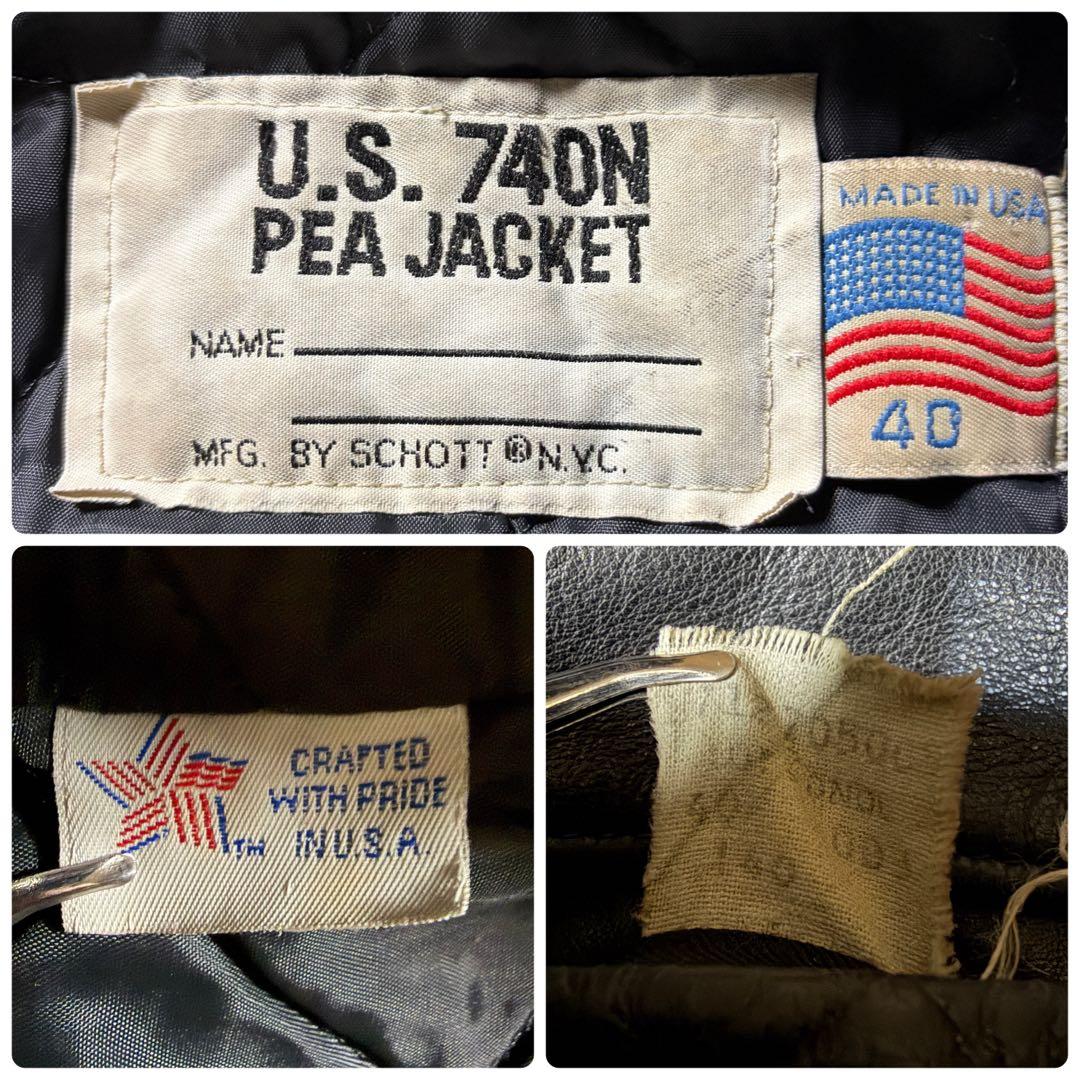 U.S. 740N
PEA JACKET
NAME
MFG. BY SCHOTT ® N.Y.C.
MADE IN USA
40
CRAFTED
WITH PRIDE
IN U.S.A.
TM